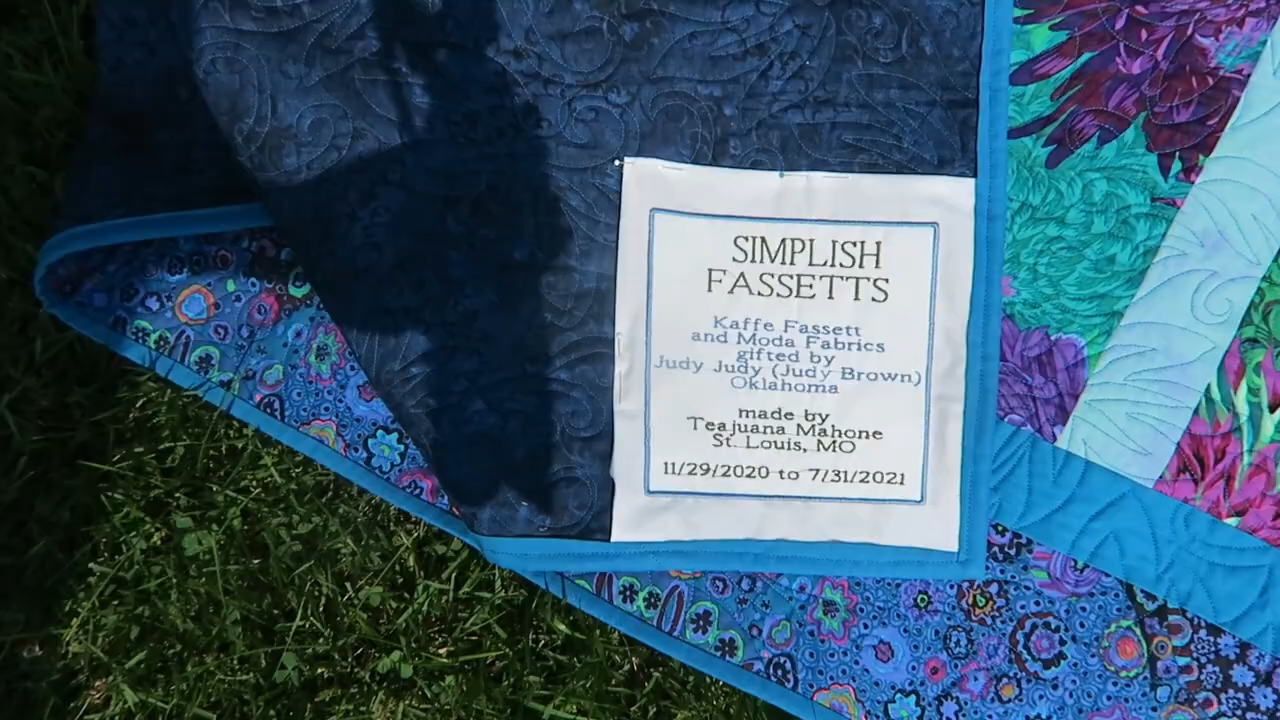 SIMPLISH
FASSETTS
Kaffe Fassett
and Moda Fabrics
gifted by
Judy Judy (Judy Brown)
Oklahoma
made by
Teajuana Mahone
St. Louis, MO
11/29/2020 to 7/31/2021